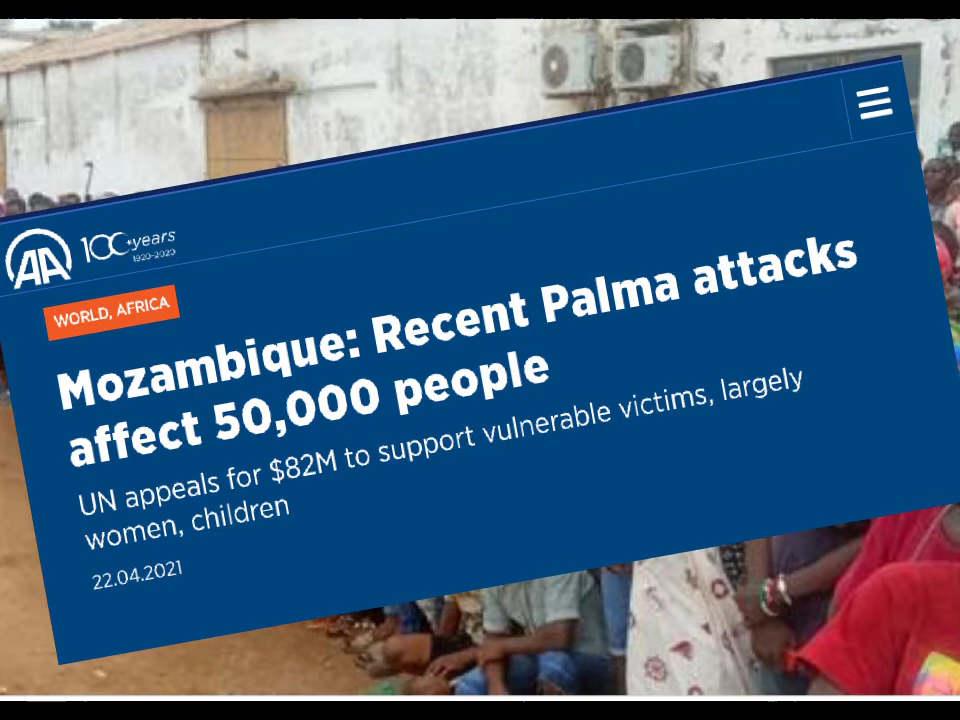 AA 100 years
1920-2020
WORLD, AFRICA
Mozambique: Recent Palma attacks
affect 50,000 people
UN appeals for $82M to support vulnerable victims, largely
women, children
22.04.2021